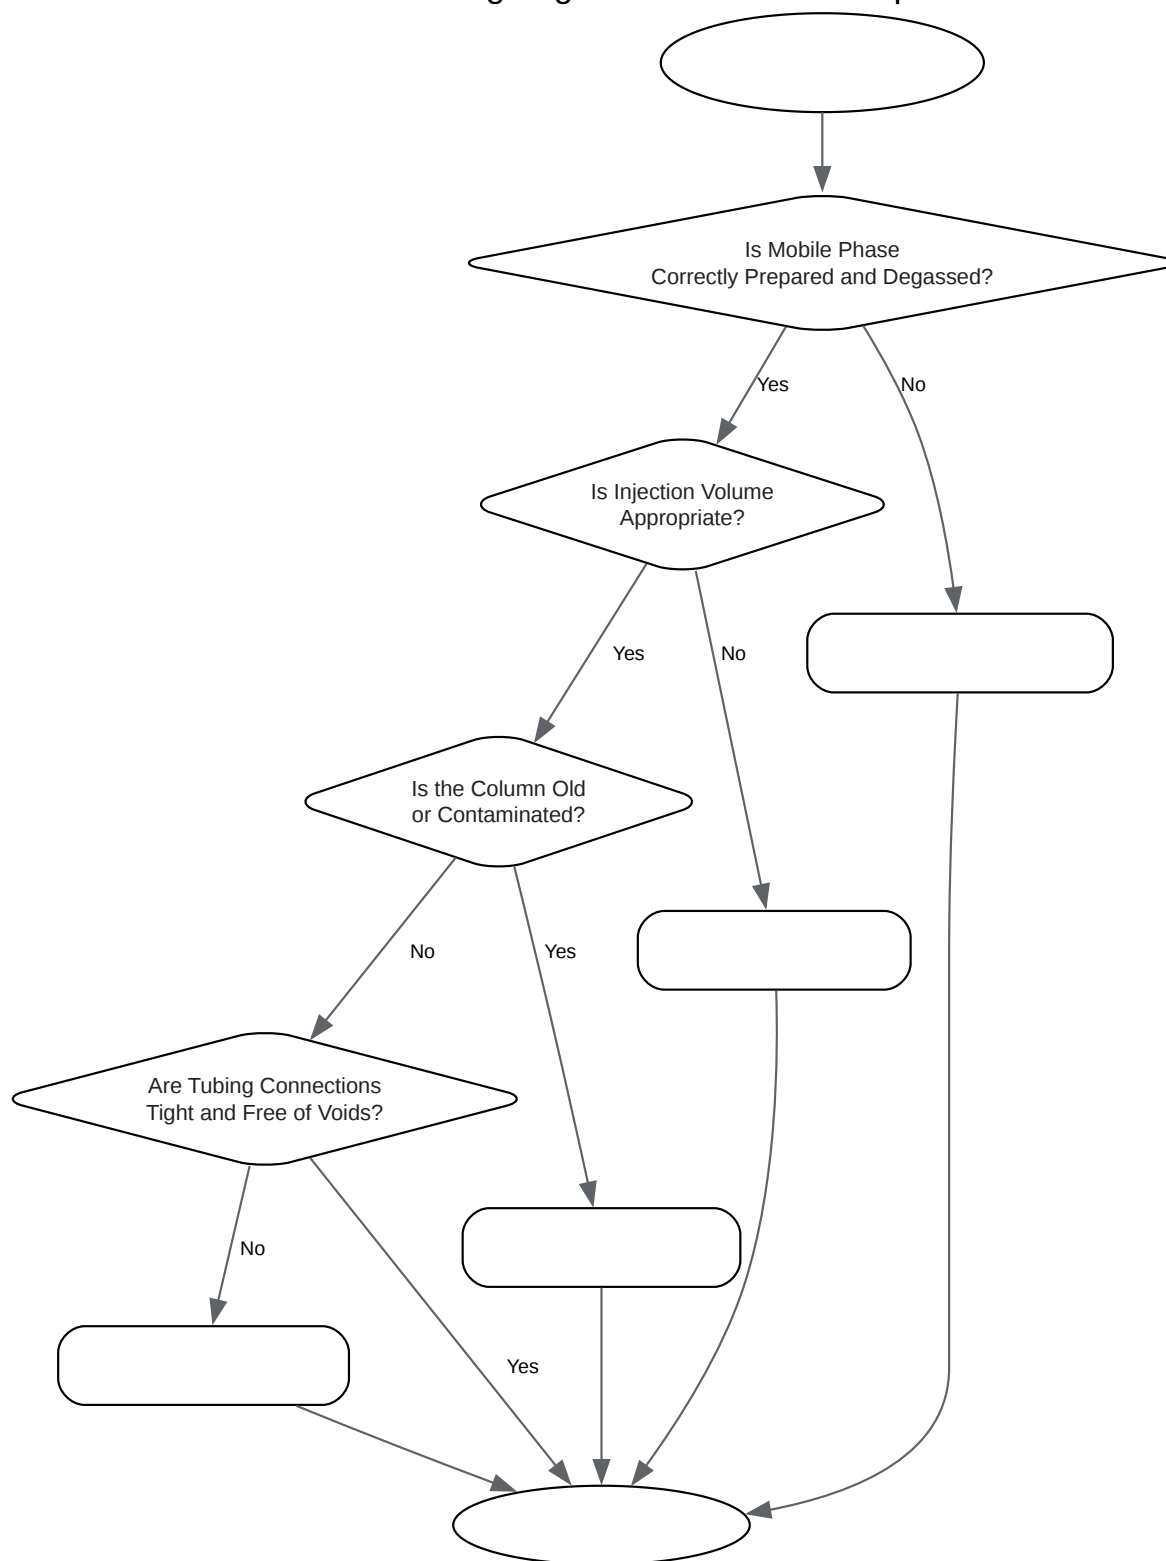 Is Mobile Phase
Correctly Prepared and Degassed?
Yes
No
Is Injection Volume
Appropriate?
Yes
No
Is the Column Old
or Contaminated?
No
Yes
Are Tubing Connections
Tight and Free of Voids?
No
Yes